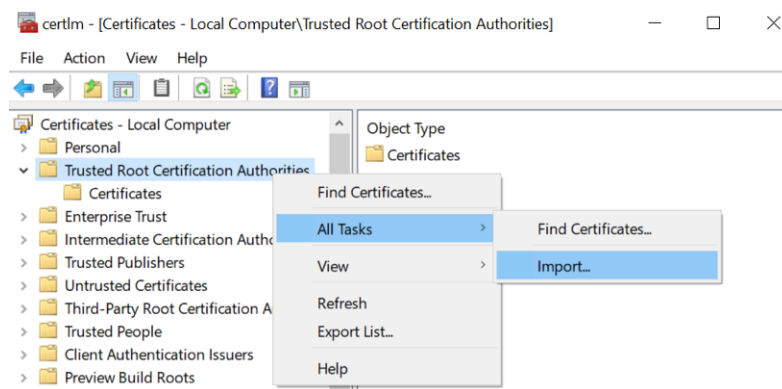 certlm - [Certificates - Local Computer\Trusted Root Certification Authorities]
File Action View Help
Certificates - Local Computer
Personal
Trusted Root Certification Authorities
Certificates
Enterprise Trust
Intermediate Certification Autho
Trusted Publishers
Untrusted Certificates
Third-Party Root Certification A
Trusted People
Client Authentication Issuers
Preview Build Roots
Object Type
Certificates
Find Certificates...
All Tasks
View
Refresh
Export List...
Help
Find Certificates...
Import...